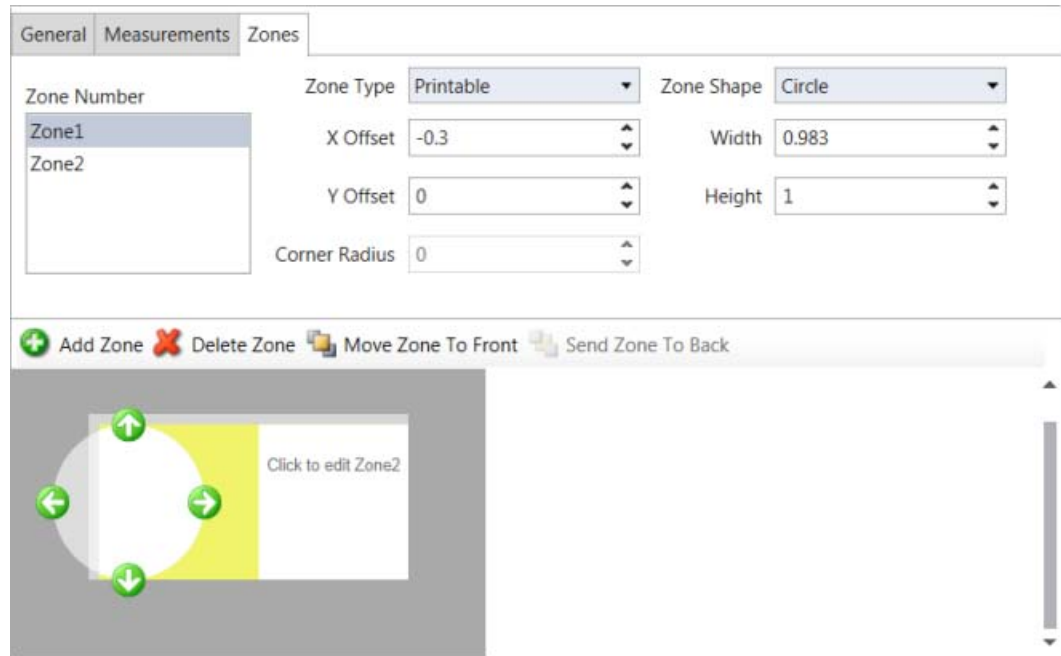 General Measurements Zones
Zone Number
Zone1
Zone2
Zone Type Printable Zone Shape Circle
X Offset -0.3 Width 0.983
Y Offset 0 Height 1
Corner Radius 0
Add Zone Delete Zone Move Zone To Front Send Zone To Back
Click to edit Zone2